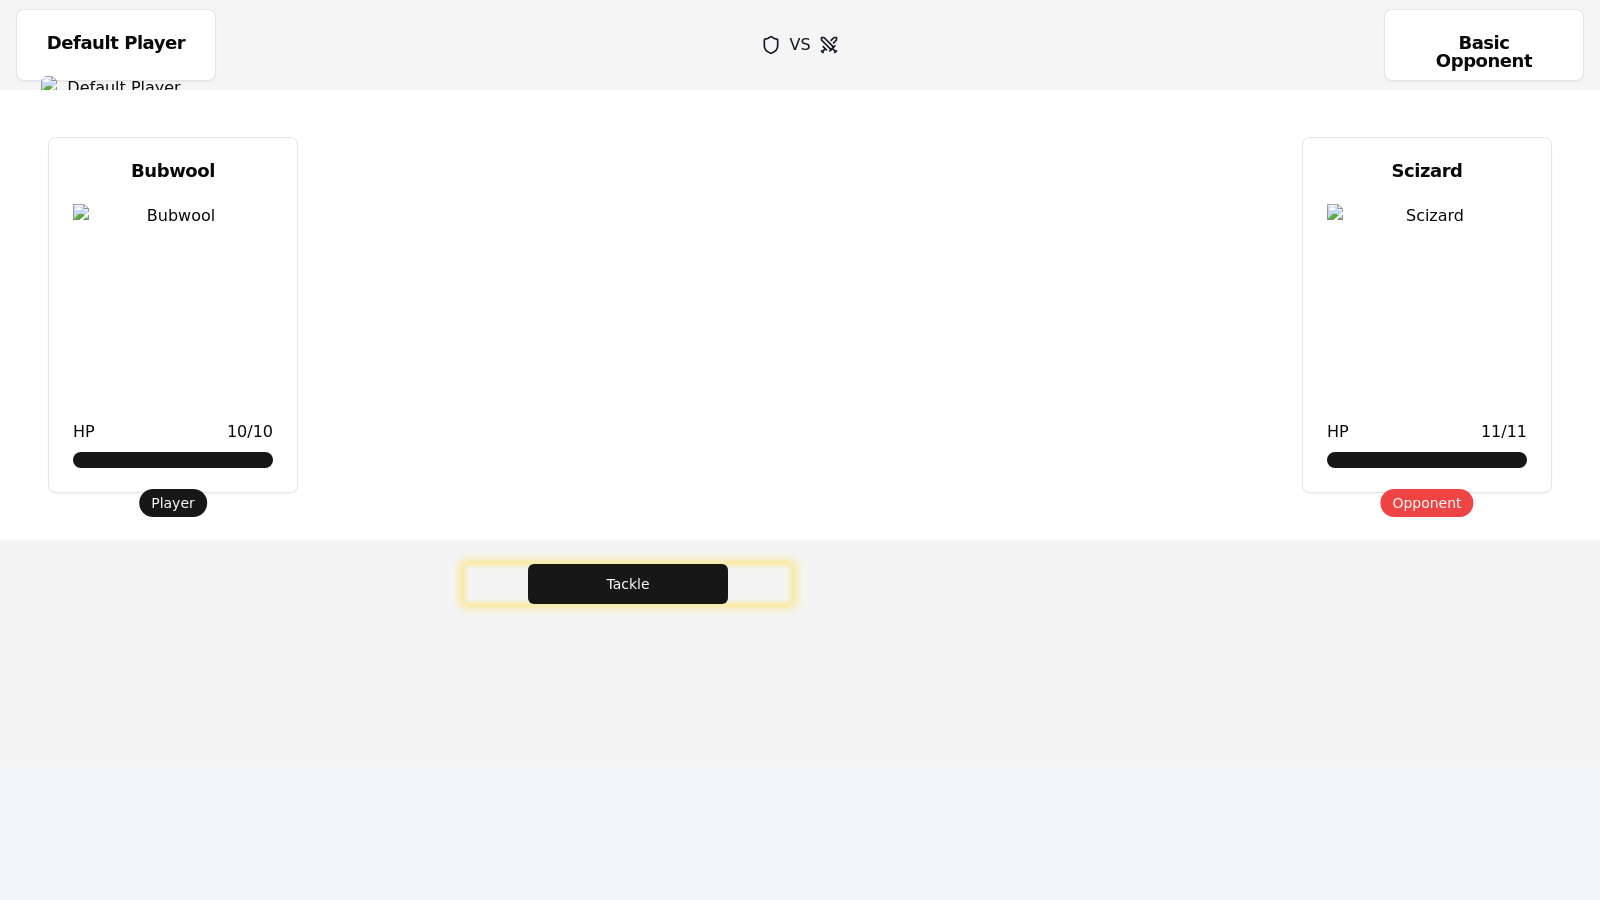 Default Player
VS
Basic
Opponent
Default Player
Bubwool
Bubwool
HP 10/10
Player
Scizard
Scizard
HP 11/11
Opponent
Tackle